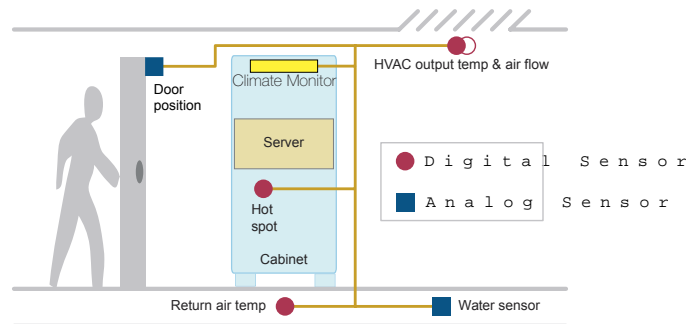 HVAC output temp & air flow
Climate Monitor
Door
position
Server
Digital Sensor
Analog Sensor
Hot
spot
Cabinet
Return air temp
Water sensor